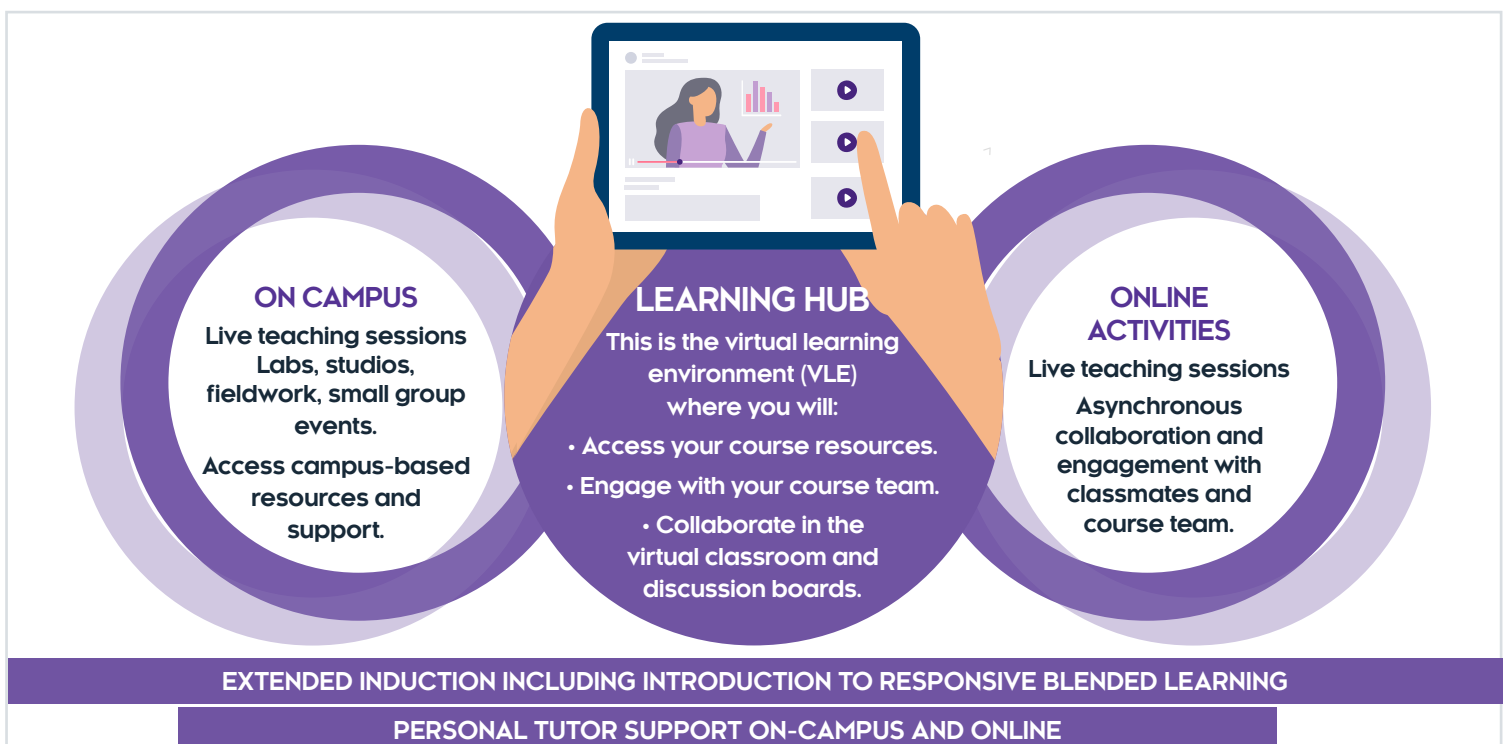 ON CAMPUS
Live teaching sessions
Labs, studios,
fieldwork, small group
events.
Access campus-based
resources and
support.
LEARNING HUB
This is the virtual learning
environment (VLE)
where you will:
• Access your course resources.
• Engage with your course team.
• Collaborate in the
virtual classroom and
discussion boards.
ONLINE
ACTIVITIES
Live teaching sessions
Asynchronous
collaboration and
engagement with
classmates and
course team.
EXTENDED INDUCTION INCLUDING INTRODUCTION TO RESPONSIVE BLENDED LEARNING
PERSONAL TUTOR SUPPORT ON-CAMPUS AND ONLINE